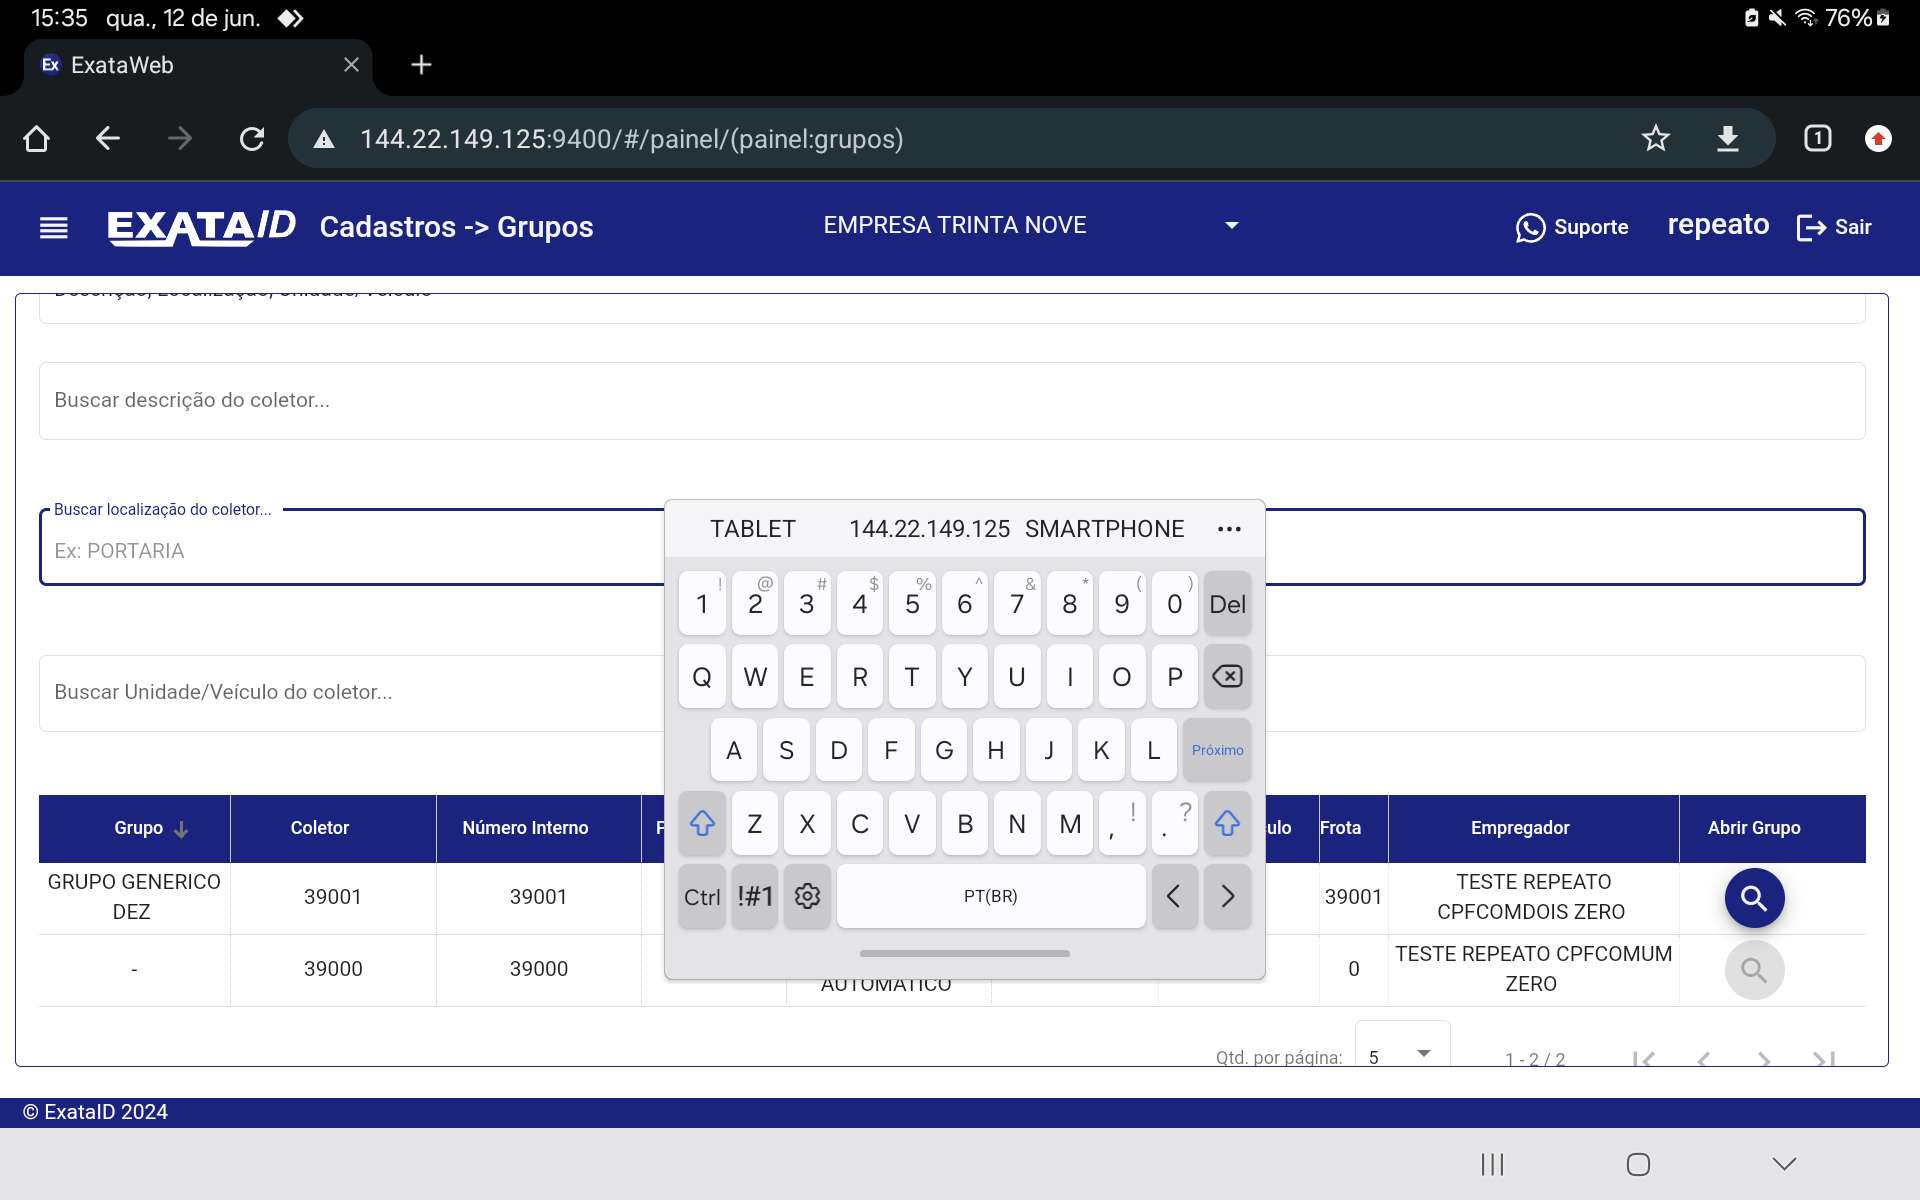 15:35 qua., 12 de jun. 76%
Ex ExataWeb
144.22.149.125:9400/#/painel/(painel:grupos) 1
EXATAID Cadastros -> Grupos EMPRESA TRINTA NOVE Suporte repeato Sair
Descrição, Localização, Unidade/Veículo
Buscar descrição do coletor...
Buscar localização do coletor...
Ex: PORTARIA
Buscar Unidade/Veículo do coletor...
TABLET 144.22.149.125 SMARTPHONE ...
! @ # $ % ^ & * ( )
1 2 3 4 5 6 7 8 9 0 Del
Q W E R T Y U I O P
A S D F G H J K L Próximo
Z X C V B N M , ! . ?
Ctrl !#1 PT(BR) < >
Grupo Coletor Número Interno ulo Frota Empregador Abrir Grupo
GRUPO GENERICO DEZ 39001 39001 39001 TESTE REPEATO CPFCOMDOIS ZERO
- 39000 39000 AUTOMATICO 0 TESTE REPEATO CPFCOMUM ZERO
Qtd. por página: 5 1 - 2 / 2
© ExataID 2024